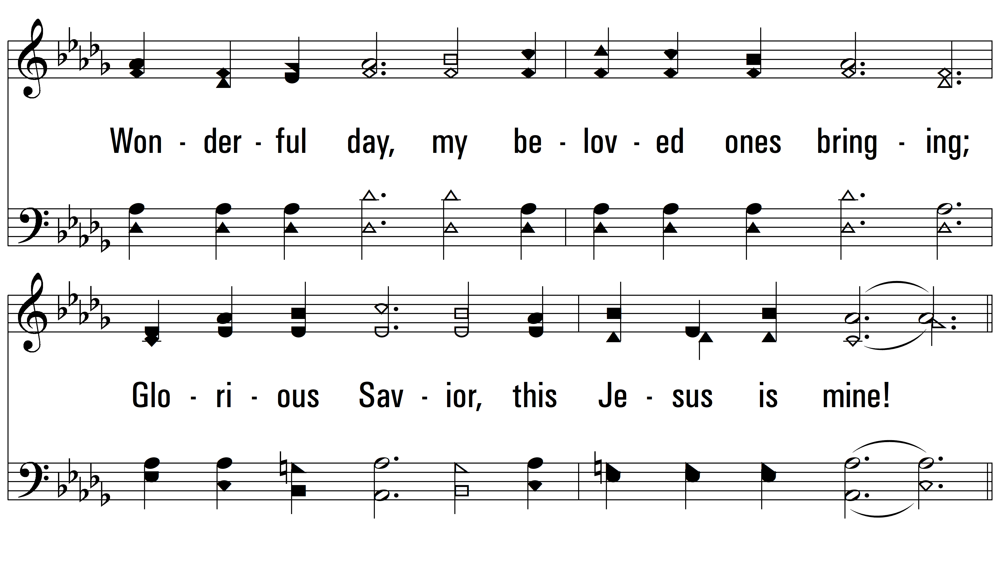 Won - der - ful day, my be - lov - ed ones bring - ing;
Glo - ri - ous Sav - ior, this Je - sus is mine!